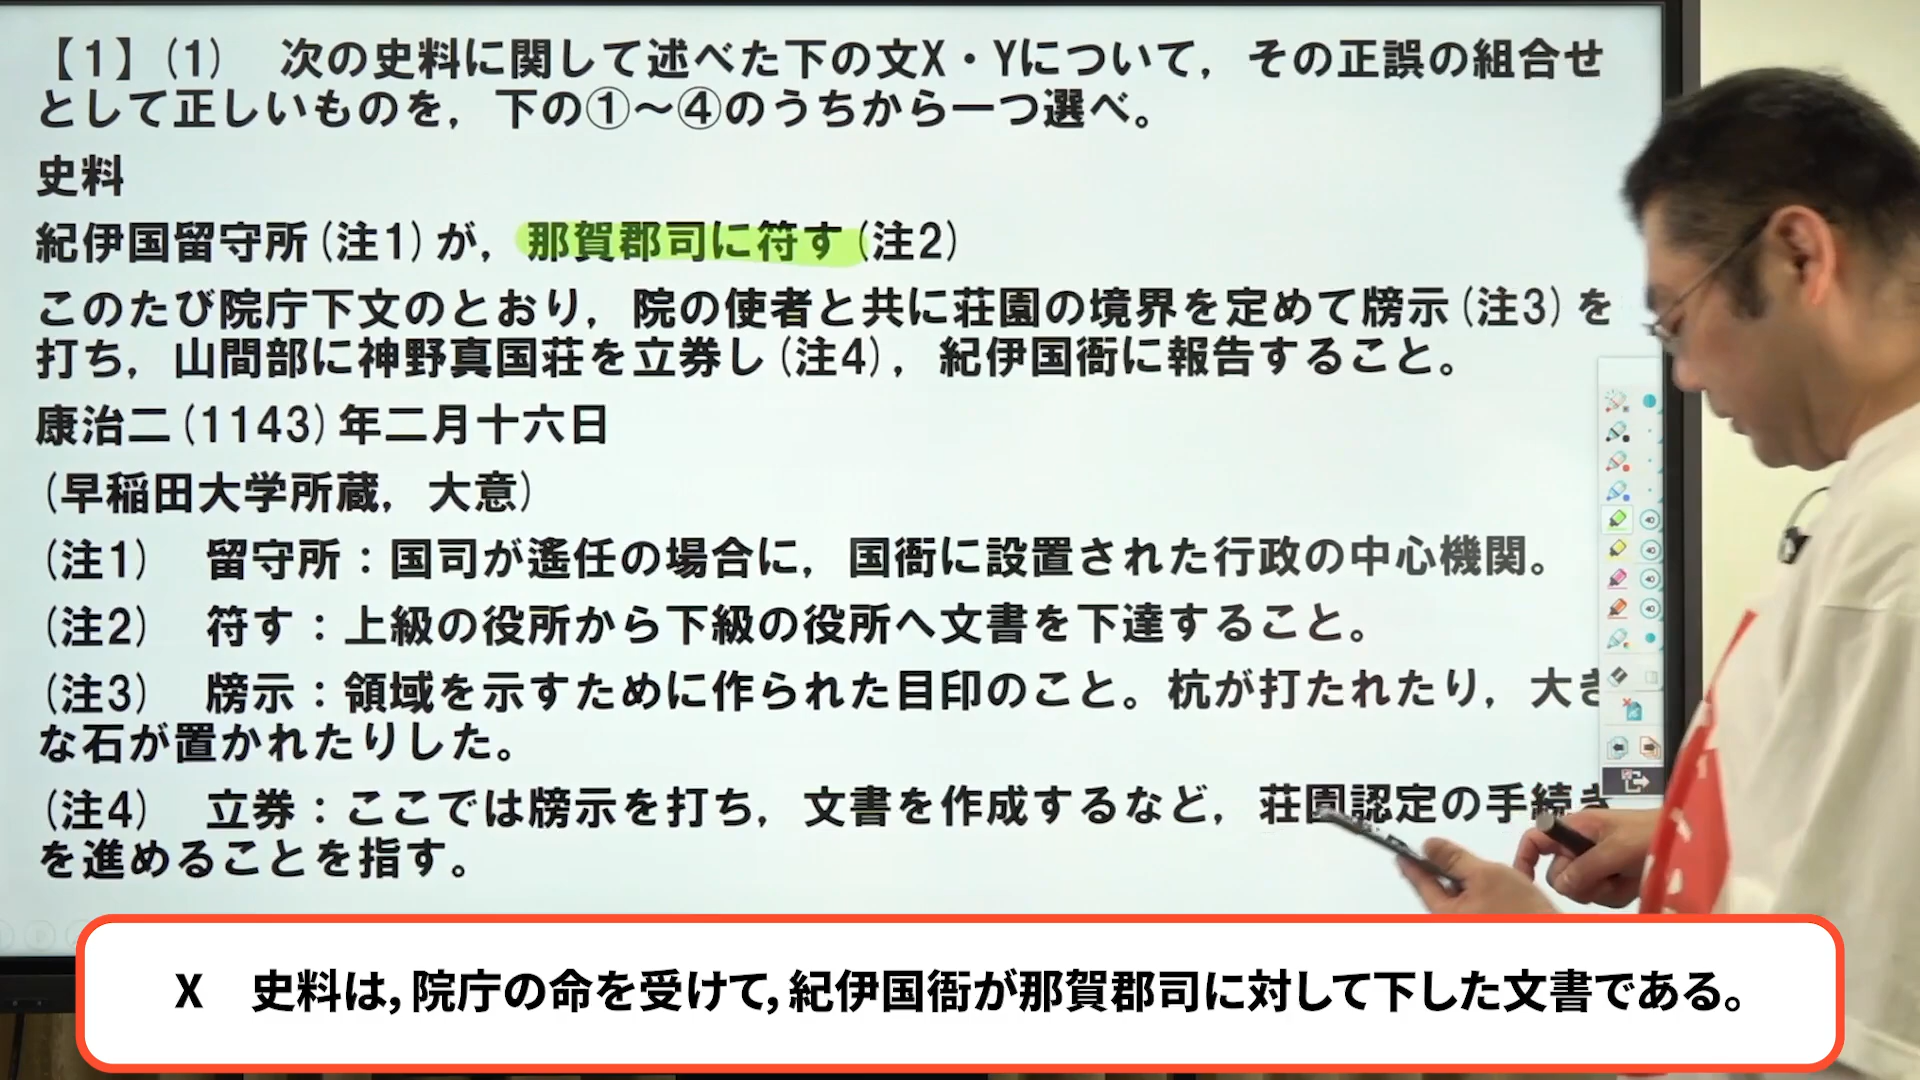 【1】(1)　次の史料に関して述べた下の文X・Yについて，その正誤の組合せ
として正しいものを，下の①～④のうちから一つ選べ。
史料
紀伊国留守所(注1)が，那賀郡司に符す(注2)
このたび院庁下文のとおり，院の使者と共に荘園の境界を定めて牓示(注3)を
打ち，山間部に神野真国荘を立券し(注4)，紀伊国衙に報告すること。
康治二(1143)年二月十六日
(早稲田大学所蔵，大意)
(注1)　留守所：国司が遙任の場合に，国衙に設置された行政の中心機関。
(注2)　符す：上級の役所から下級の役所へ文書を下達すること。
(注3)　牓示：領域を示すために作られた目印のこと。杭が打たれたり，大き
な石が置かれたりした。
(注4)　立券：ここでは牓示を打ち，文書を作成するなど，荘園認定の手続き
を進めることを指す。
X　史料は，院庁の命を受けて，紀伊国衙が那賀郡司に対して下した文書である。